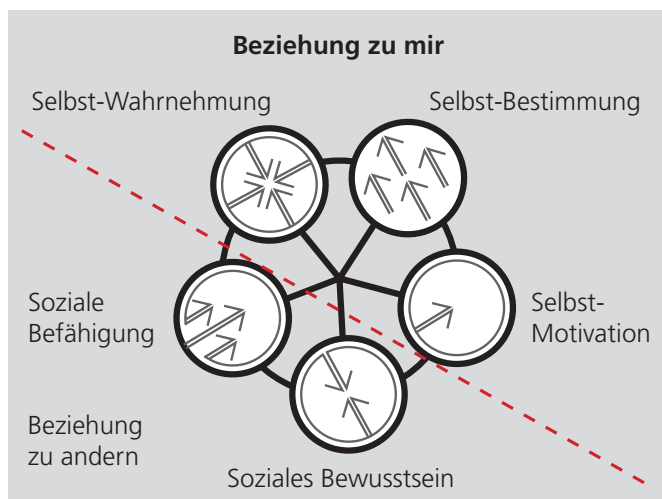 Beziehung zu mir
Selbst-Wahrnehmung
Selbst-Bestimmung
Soziale
Befähigung
Selbst-
Motivation
Beziehung
zu andern
Soziales Bewusstsein